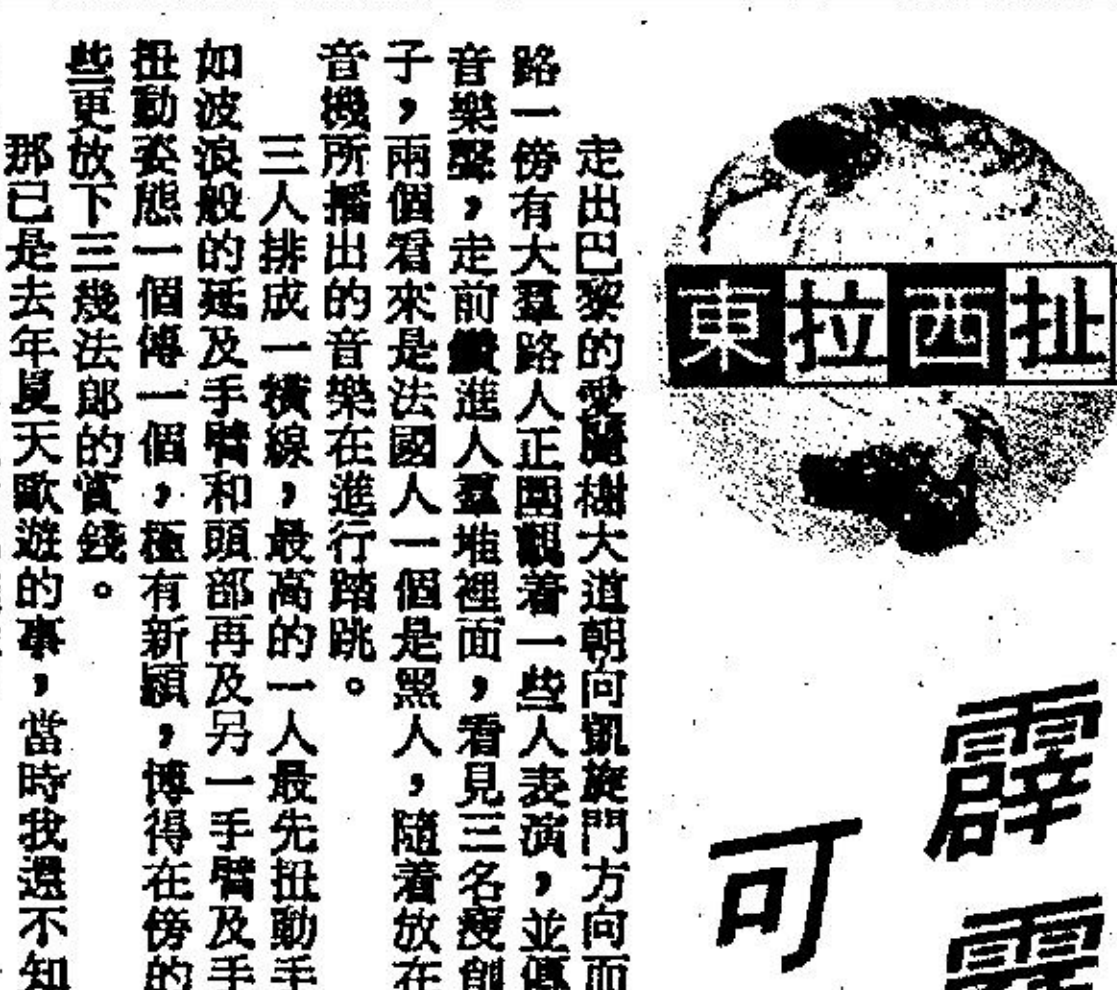 東拉西扯
霹
可
走出巴黎的愛麗榭大道朝向凱旋門方向而
路一傍有大羣路人正圍觀着一些人表演，並傳
音樂聲，走前鑽進人羣堆裡面，看見三名瘦削
子，兩個看來是法國人一個是黑人，隨着放在
音機所播出的音樂在進行踏跳。
三人排成一橫線，最高的一人最先扭動手
如波浪般的延及手臂和頭部再及另一手臂及手
扭動姿態一個傳一個，極有新穎，博得在傍的
些更放下三幾法郎的賞錢。
那已是去年夏天歐遊的事，當時我還不知